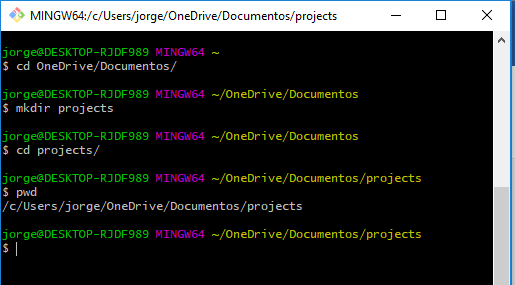 MINGW64:/c/Users/jorge/OneDrive/Documentos/projects
jorge@DESKTOP-RJDF989 MINGW64 ~
$ cd OneDrive/Documentos/
jorge@DESKTOP-RJDF989 MINGW64 ~/OneDrive/Documentos
$ mkdir projects
jorge@DESKTOP-RJDF989 MINGW64 ~/OneDrive/Documentos
$ cd projects/
jorge@DESKTOP-RJDF989 MINGW64 ~/OneDrive/Documentos/projects
$ pwd
/c/Users/jorge/OneDrive/Documentos/projects
jorge@DESKTOP-RJDF989 MINGW64 ~/OneDrive/Documentos/projects
$